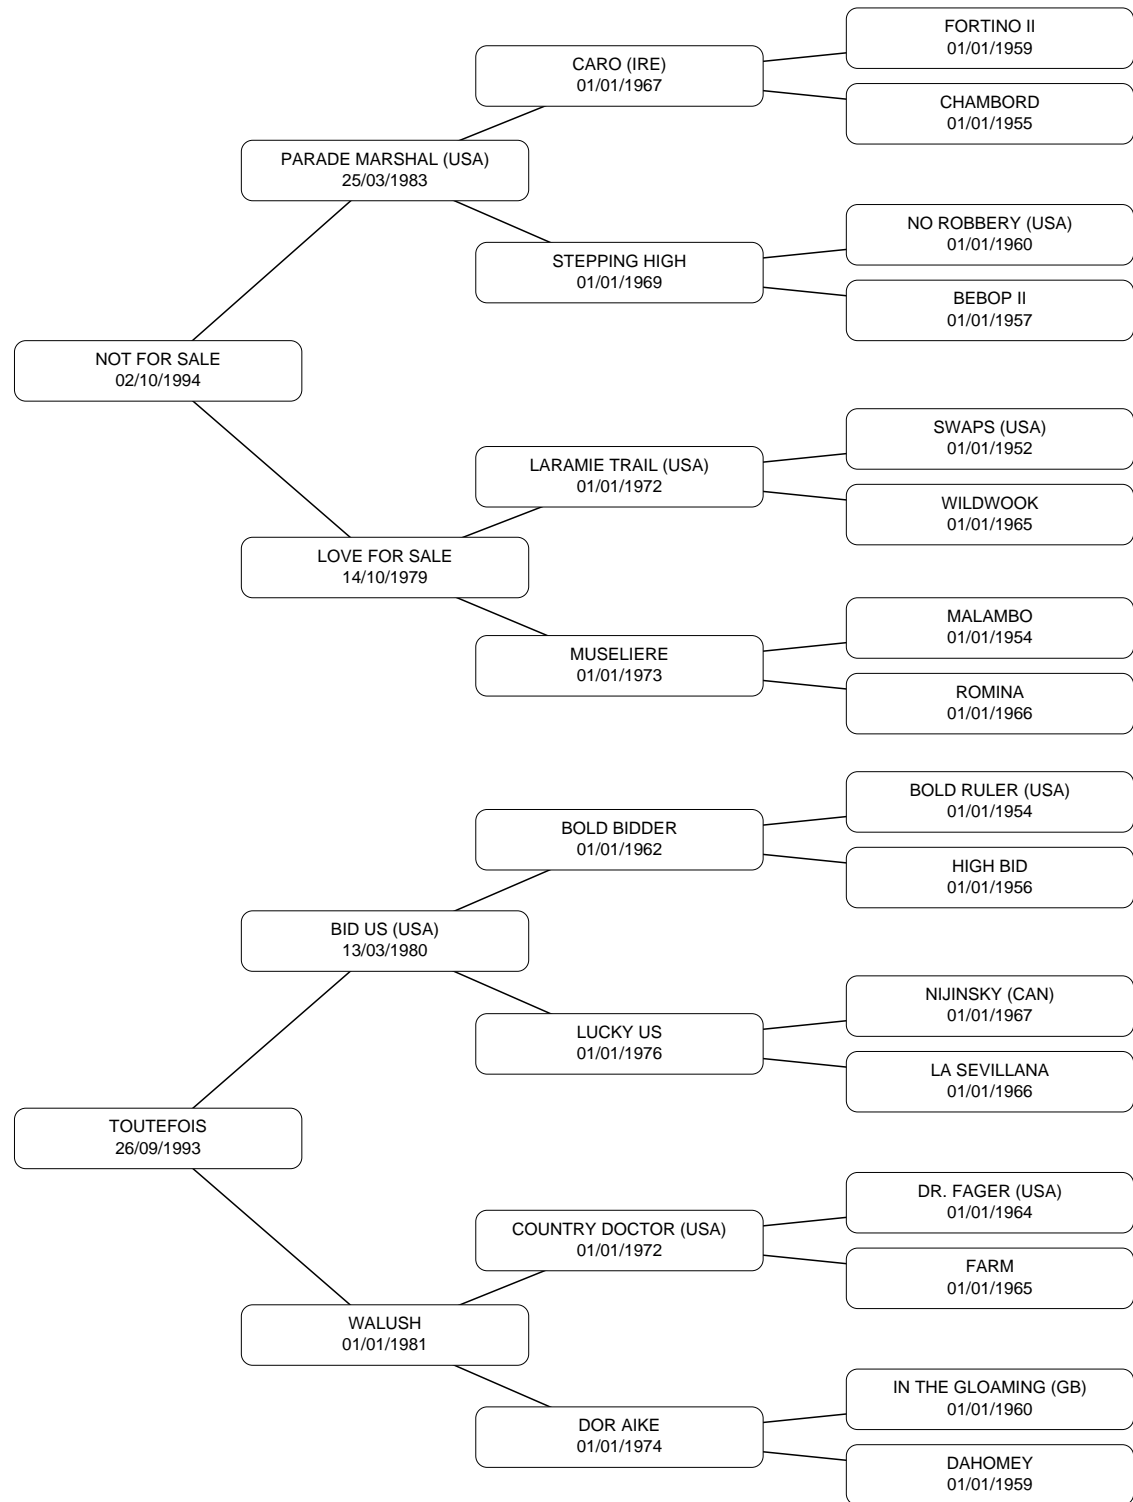 FORTINO II
01/01/1959
CARO (IRE)
01/01/1967
CHAMBORD
01/01/1955
PARADE MARSHAL (USA)
25/03/1983
NO ROBBERY (USA)
01/01/1960
STEPPING HIGH
01/01/1969
BEBOP II
01/01/1957
NOT FOR SALE
02/10/1994
SWAPS (USA)
01/01/1952
LARAMIE TRAIL (USA)
01/01/1972
WILDWOOK
01/01/1965
LOVE FOR SALE
14/10/1979
MALAMBO
01/01/1954
MUSELIERE
01/01/1973
ROMINA
01/01/1966
BOLD RULER (USA)
01/01/1954
BOLD BIDDER
01/01/1962
HIGH BID
01/01/1956
BID US (USA)
13/03/1980
NIJINSKY (CAN)
01/01/1967
LUCKY US
01/01/1976
LA SEVILLANA
01/01/1966
TOUTEFOIS
26/09/1993
DR. FAGER (USA)
01/01/1964
COUNTRY DOCTOR (USA)
01/01/1972
FARM
01/01/1965
WALUSH
01/01/1981
IN THE GLOAMING (GB)
01/01/1960
DOR AIKE
01/01/1974
DAHOMEY
01/01/1959